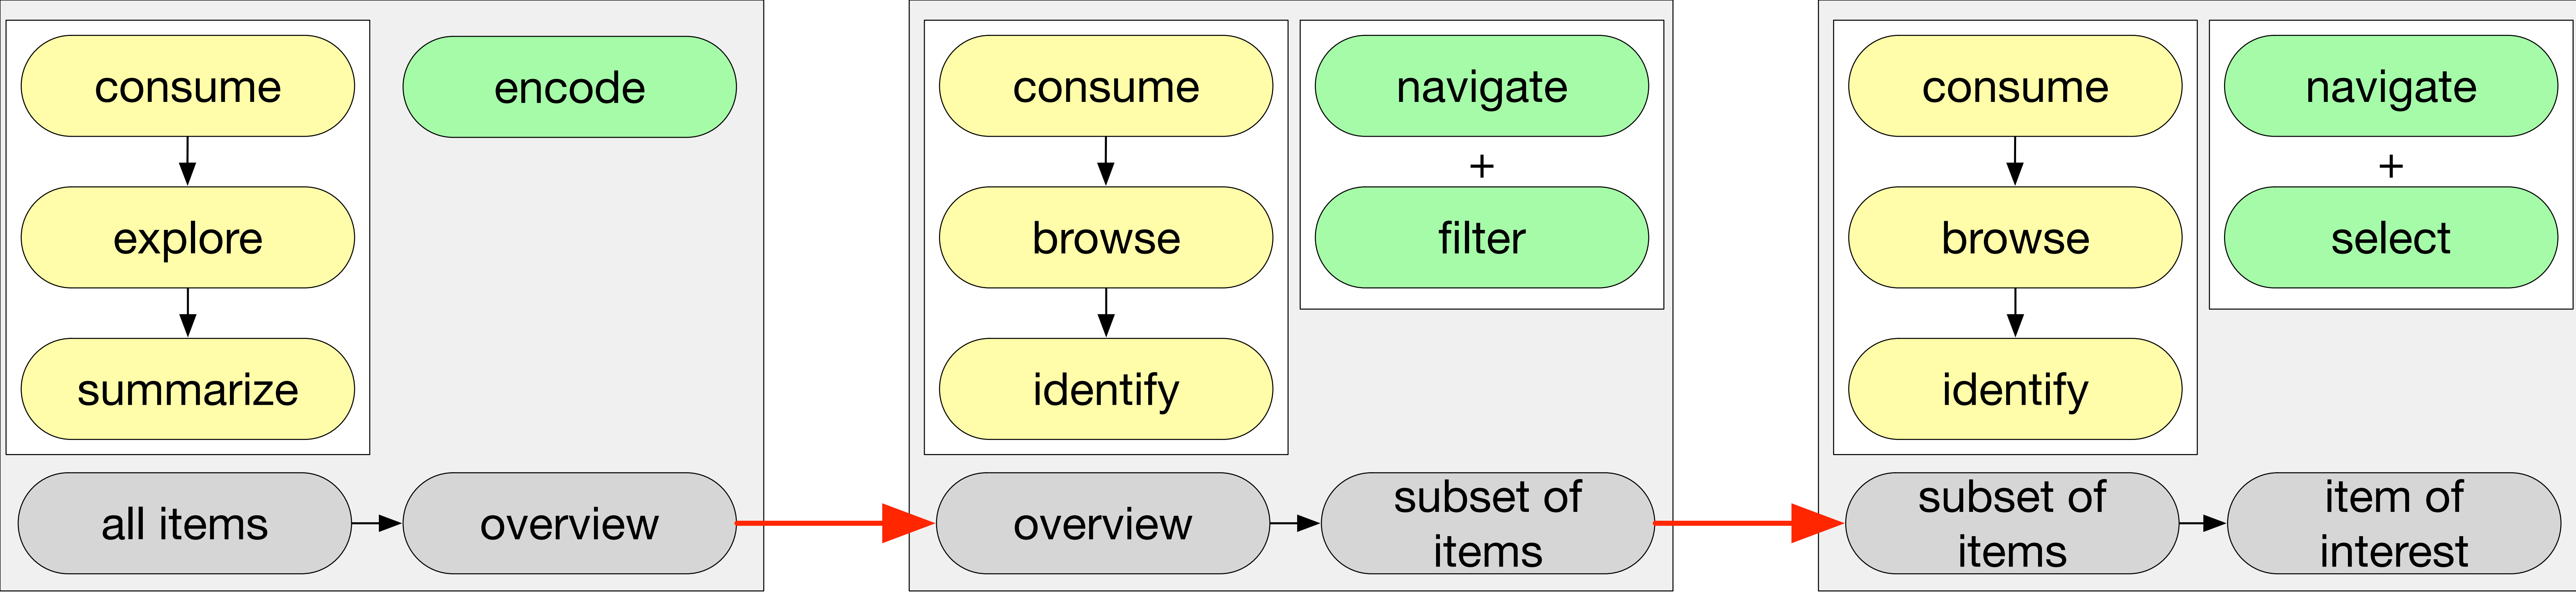 consume
explore
summarize
encode
all items
overview
consume
browse
identify
navigate
+
filter
overview
subset of
items
consume
browse
identify
navigate
+
select
subset of
items
item of
interest